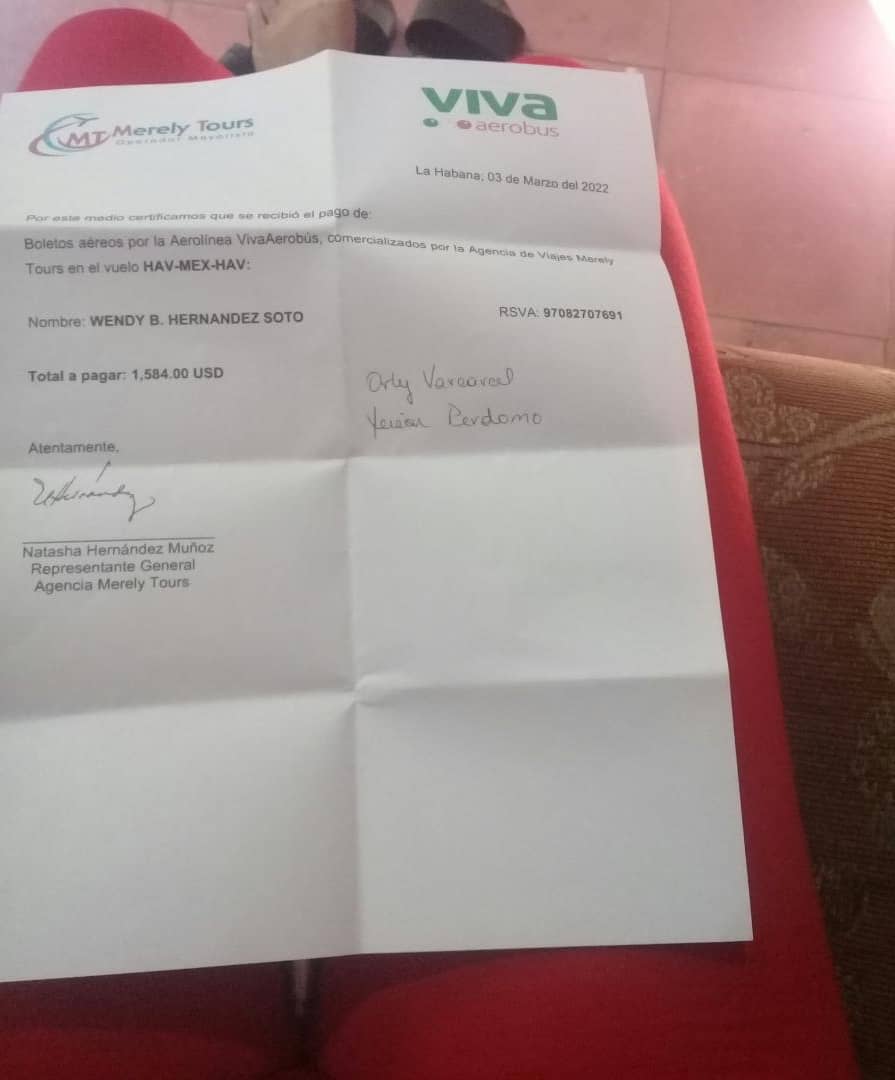 MT Merely Tours
Operador Mayorista
VIVA
aerobus
La Habana; 03 de Marzo del 2022
Por este medio certificamos que se recibió el pago de:
Boletos aéreos por la Aerolínea VivaAerobús, comercializados por la Agencia de Viajes Merely
Tours en el vuelo HAV-MEX-HAV:
Nombre: WENDY B. HERNANDEZ SOTO
RSVA: 97082707691
Total a pagar: 1,584.00 USD
Orly
Perdomo
Atentamente,
Natasha Hernández Muñoz
Representante General
Agencia Merely Tours